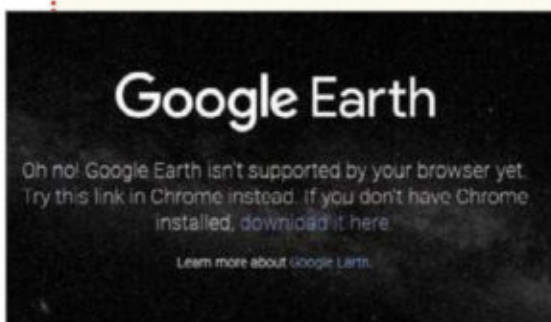 Google Earth
Oh no! Google Earth isn't supported by your browser yet.
Try this link in Chrome instead. If you don't have Chrome
installed, download it here.
Learn more about Google Earth.